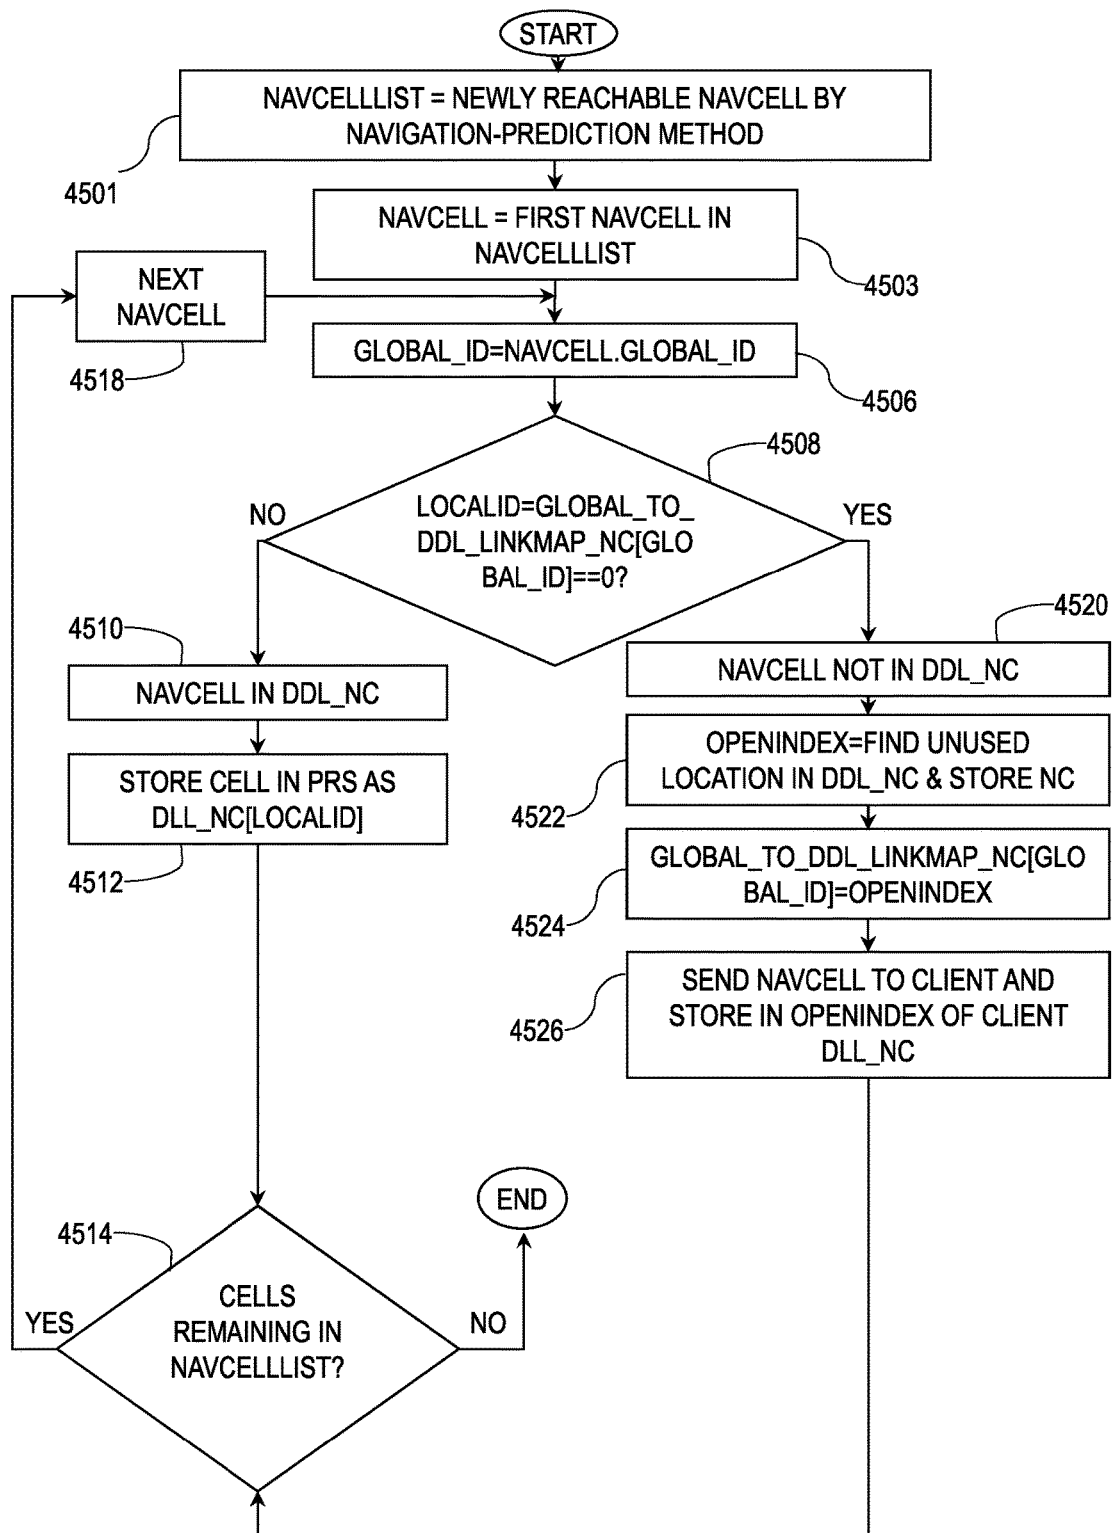 START
NAVCELLLIST = NEWLY REACHABLE NAVCELL BY
NAVIGATION-PREDICTION METHOD
4501
NAVCELL = FIRST NAVCELL IN
NAVCELLLIST
4503
NEXT
NAVCELL
4518
GLOBAL_ID=NAVCELL.GLOBAL_ID
4506
4508
NO
LOCALID=GLOBAL_TO_
DDL_LINKMAP_NC[GLO
BAL_ID]==0?
YES
4510
NAVCELL IN DDL_NC
STORE CELL IN PRS AS
DLL_NC[LOCALID]
4512
4520
NAVCELL NOT IN DDL_NC
OPENINDEX=FIND UNUSED
LOCATION IN DDL_NC & STORE NC
4522
GLOBAL_TO_DDL_LINKMAP_NC[GLO
BAL_ID]=OPENINDEX
4524
SEND NAVCELL TO CLIENT AND
STORE IN OPENINDEX OF CLIENT
DLL_NC
4526
END
4514
YES
CELLS
REMAINING IN
NAVCELLLIST?
NO